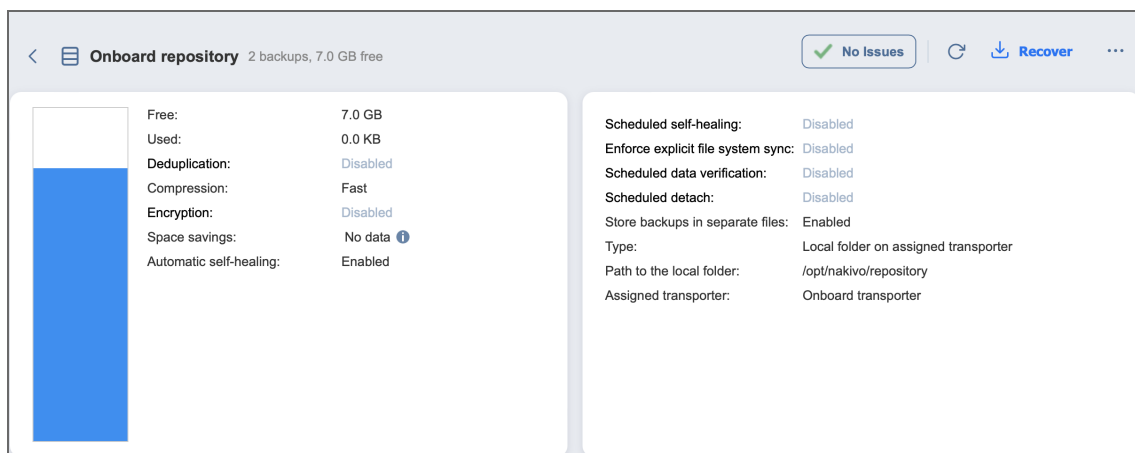 Onboard repository 2 backups, 7.0 GB free
No Issues
Recover
Free: 7.0 GB
Used: 0.0 KB
Deduplication: Disabled
Compression: Fast
Encryption: Disabled
Space savings: No data
Automatic self-healing: Enabled
Scheduled self-healing: Disabled
Enforce explicit file system sync: Disabled
Scheduled data verification: Disabled
Scheduled detach: Disabled
Store backups in separate files: Enabled
Type: Local folder on assigned transporter
Path to the local folder: /opt/nakivo/repository
Assigned transporter: Onboard transporter